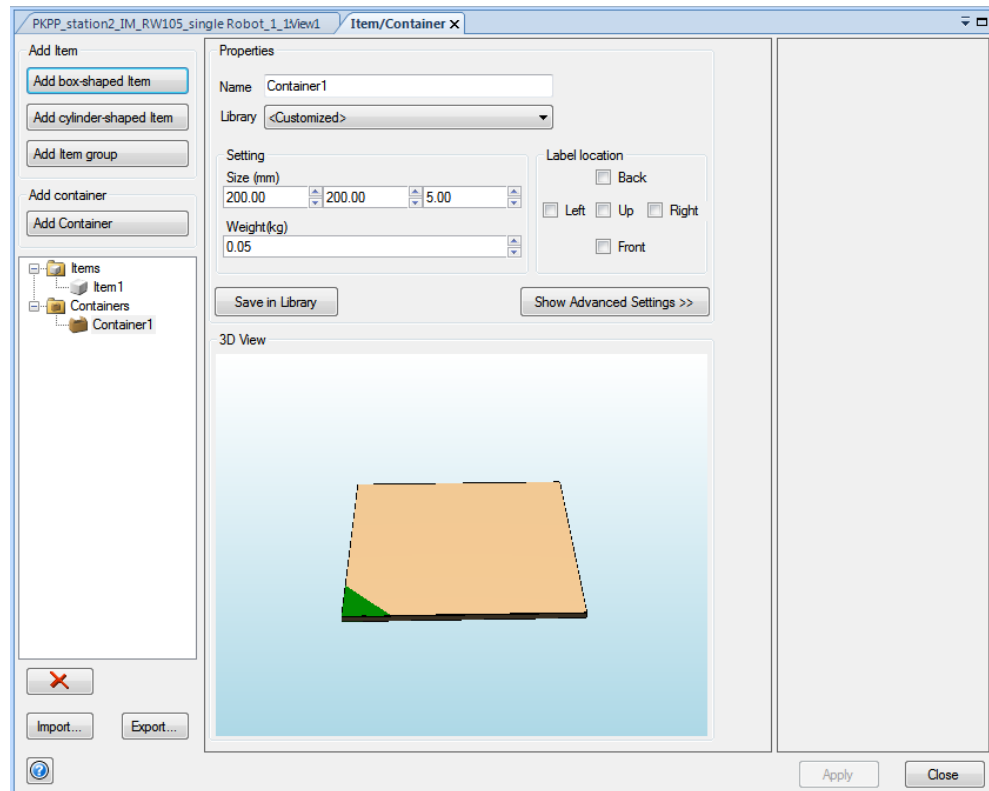 PKPP_station2_IM_RW105_single Robot_1_1:View1
Item/Container X
Add Item
Add box-shaped Item
Add cylinder-shaped Item
Add Item group
Add container
Add Container
Items
Item1
Containers
Container1
Import...
Export...
Properties
Name Container1
Library <Customized>
Setting
Size (mm)
200.00 200.00 5.00
Weight(kg)
0.05
Label location
Back
Left Up Right
Front
Save in Library
Show Advanced Settings >>
3D View
Apply
Close